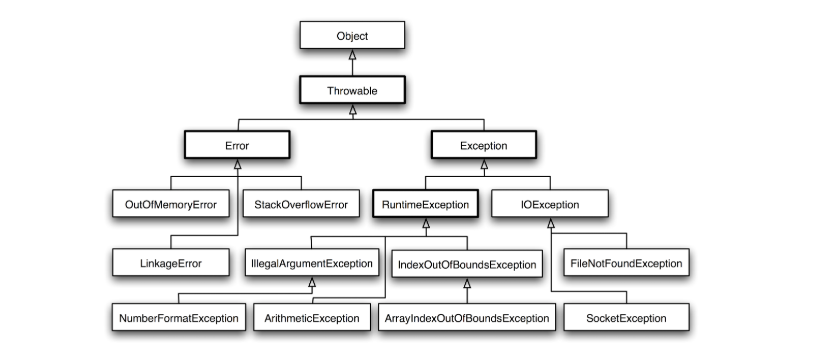 Object
Throwable
Error
Exception
OutOfMemoryError
StackOverflowError
RuntimeException
IOException
LinkageError
IllegalArgumentException
IndexOutOfBoundsException
FileNotFoundException
NumberFormatException
ArithmeticException
ArrayIndexOutOfBoundsException
SocketException